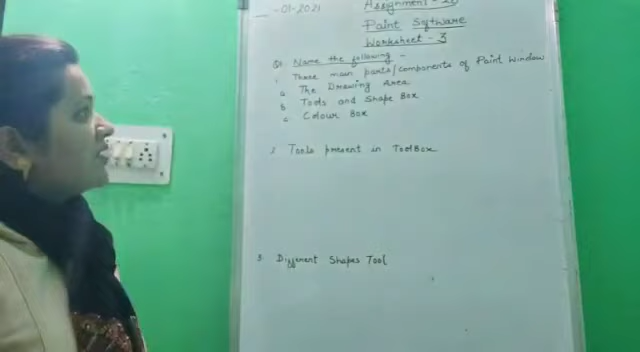 -01-2021
Assignment -
Paint Software
Worksheet - 3
Q1 Name the following -
1 Three main parts/components of Paint Window
a The Drawing Area
b Tools and Shape Box
c Colour Box
2 Tools present in ToolBox
3 Different Shapes Tool